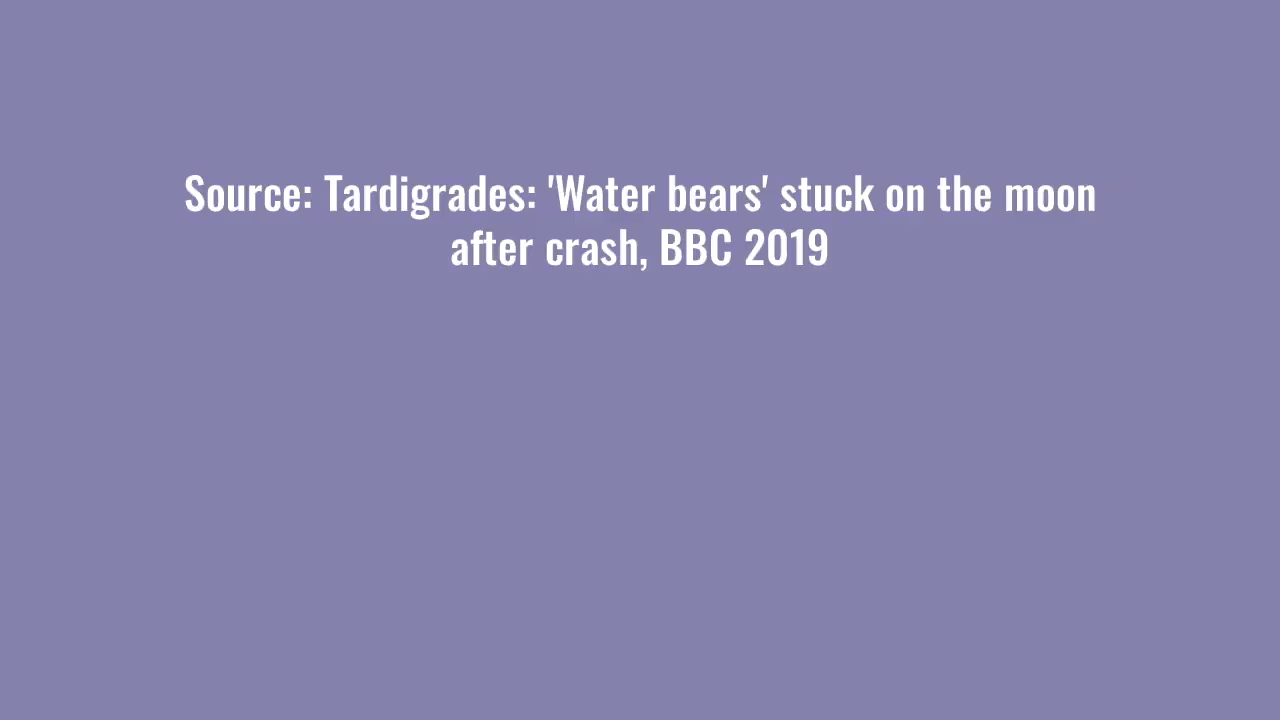 Source: Tardigrades: 'Water bears' stuck on the moon
after crash, BBC 2019